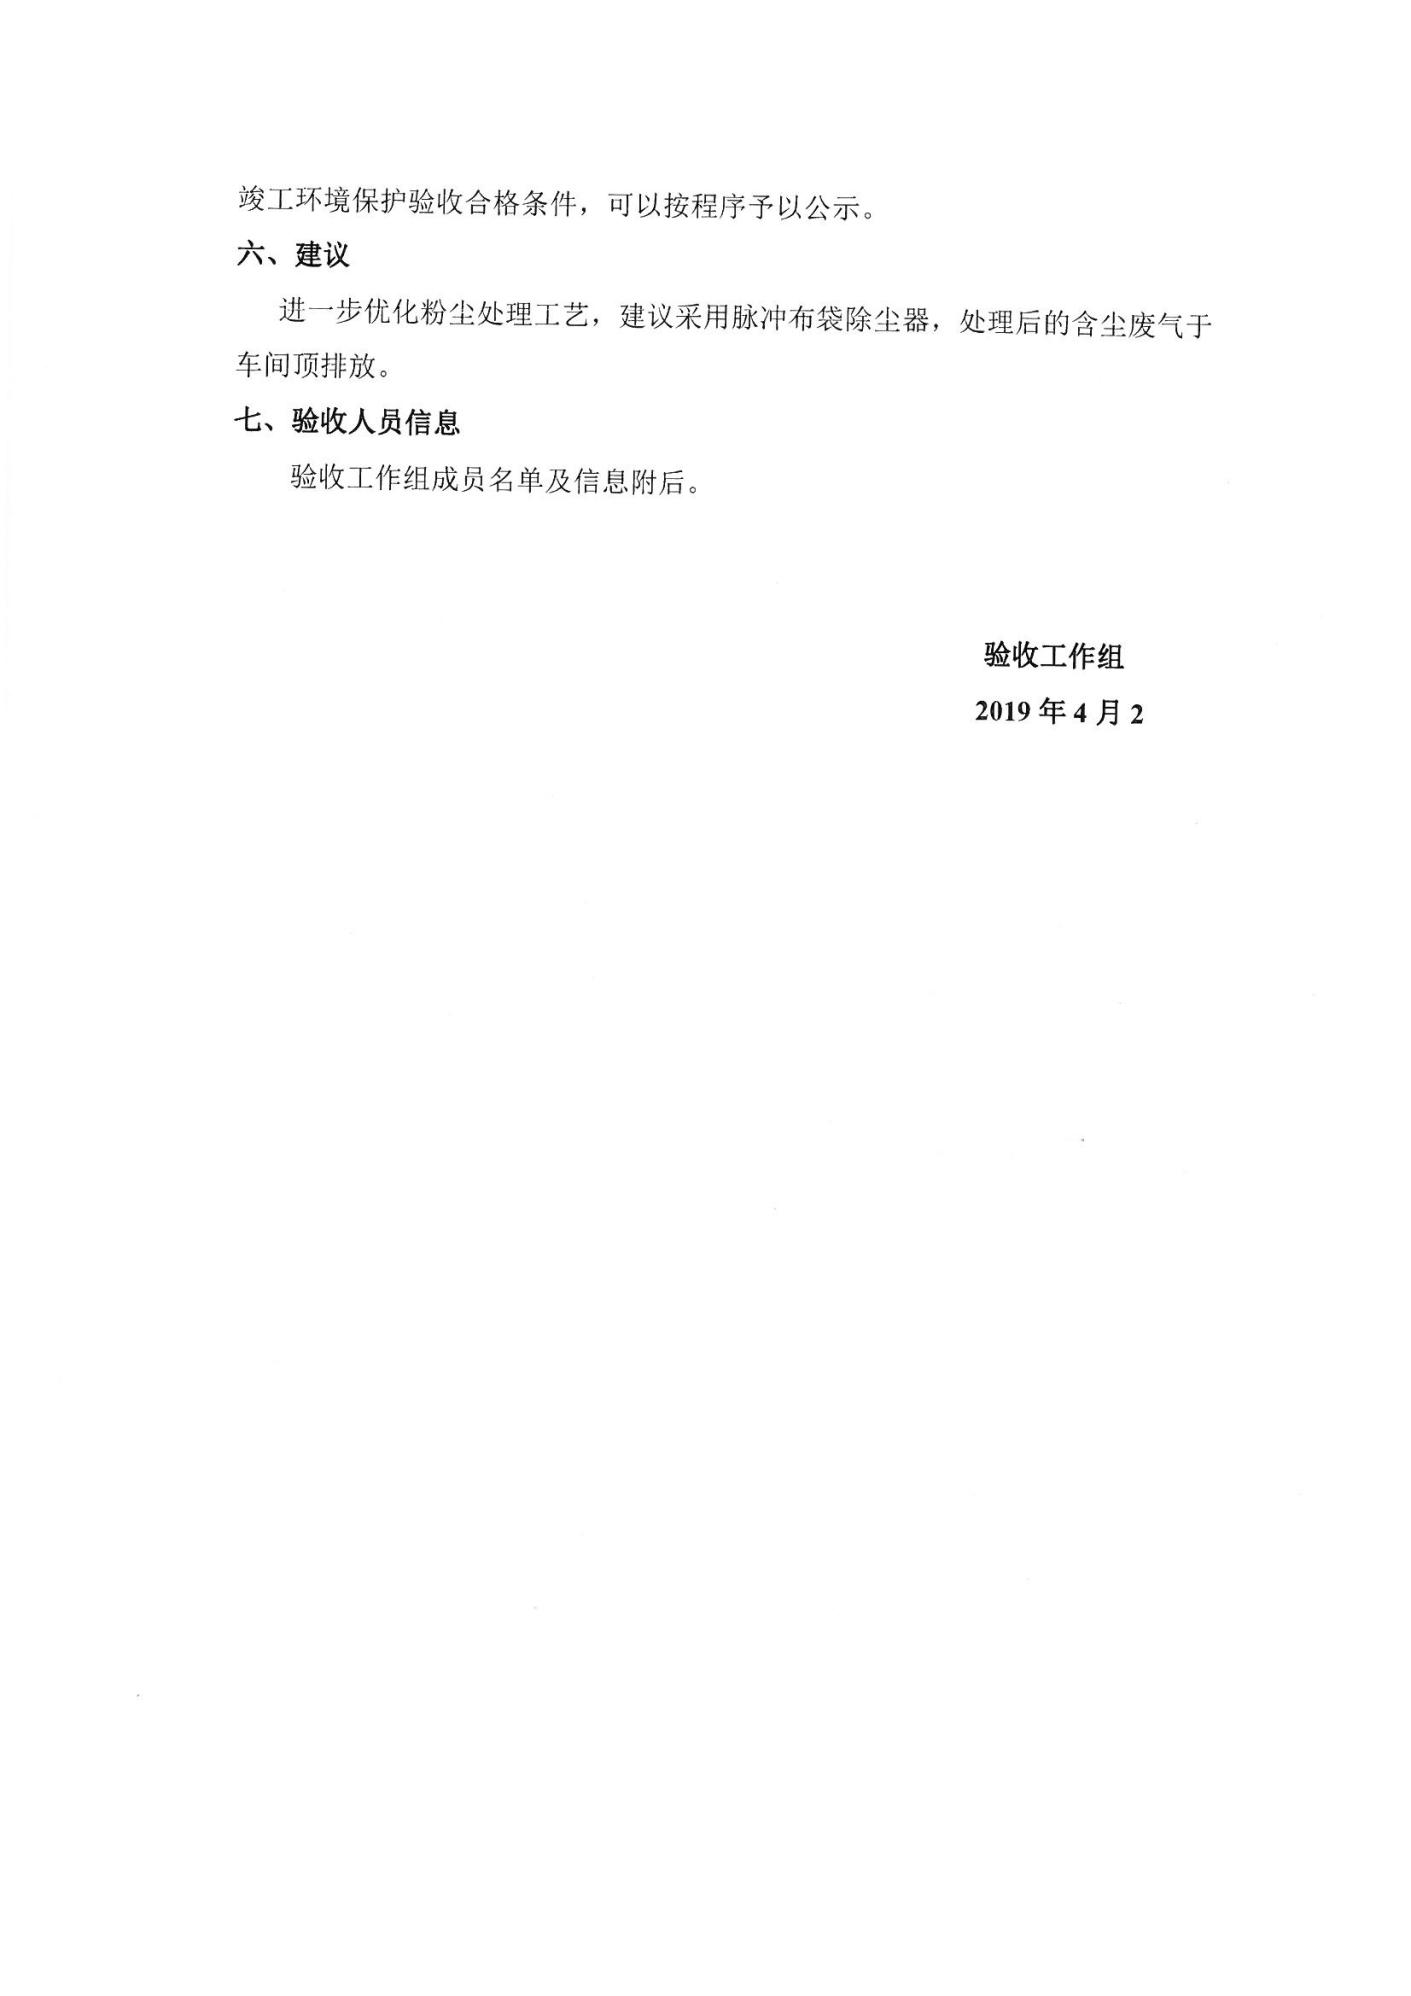 竣工环境保护验收合格条件，可以按程序予以公示。
六、建议
进一步优化粉尘处理工艺，建议采用脉冲布袋除尘器，处理后的含尘废气于
车间顶排放。
七、验收人员信息
验收工作组成员名单及信息附后。
验收工作组
2019 年 4 月 2